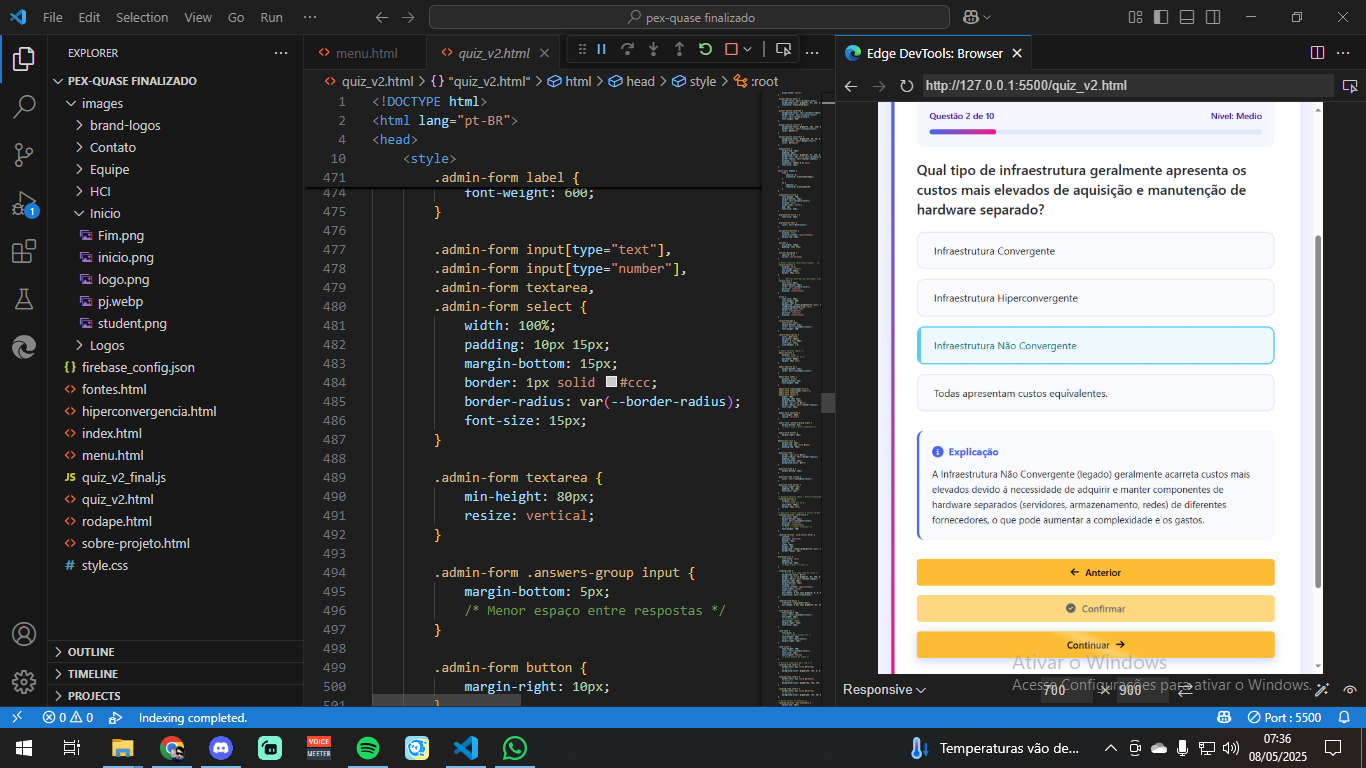 File Edit Selection View Go Run ··· pex-quase finalizado
EXPLORER ···
PEX-QUASE FINALIZADO
images
brand-logos
Contato
Equipe
HCI
Inicio
Fim.png
inicio.png
logo.png
pj.webp
student.png
Logos
firebase_config.json
fontes.html
hiperconvergencia.html
index.html
menu.html
quiz_v2_final.js
quiz_v2.html
rodape.html
sobre-projeto.html
style.css
OUTLINE
TIMELINE
PROJECTS
1
menu.html quiz_v2.html
quiz_v2.html > {} "quiz_v2.html" > html > head > style > :root
1 <!DOCTYPE html>
2 <html lang="pt-BR">
4 <head>
10 <style>
471 .admin-form label {
474 font-weight: 600;
475 }
476
477 .admin-form input[type="text"],
478 .admin-form input[type="number"],
479 .admin-form textarea,
480 .admin-form select {
481 width: 100%;
482 padding: 10px 15px;
483 margin-bottom: 15px;
484 border: 1px solid #ccc;
485 border-radius: var(--border-radius);
486 font-size: 15px;
487 }
488
489 .admin-form textarea {
490 min-height: 80px;
491 resize: vertical;
492 }
493
494 .admin-form .answers-group input {
495 margin-bottom: 5px;
496 /* Menor espaço entre respostas */
497 }
498
499 .admin-form button {
500 margin-right: 10px;
501 }
Edge DevTools: Browser
http://127.0.0.1:5500/quiz_v2.html
Questão 2 de 10 Nível: Medio
Qual tipo de infraestrutura geralmente apresenta os
custos mais elevados de aquisição e manutenção de
hardware separado?
Infraestrutura Convergente
Infraestrutura Hiperconvergente
Infraestrutura Não Convergente
Todas apresentam custos equivalentes.
Explicação
A Infraestrutura Não Convergente (legado) geralmente acarreta custos mais
elevados devido à necessidade de adquirir e manter componentes de
hardware separados (servidores, armazenamento, redes) de diferentes
fornecedores, o que pode aumentar a complexidade e os gastos.
Anterior
Confirmar
Continuar
Ativar o Windows
Acesse Configurações para ativar o Windows.
Responsive 700 × 900
0 0 Indexing completed. Port : 5500
VOICE
MEETER
Temperaturas vão de...
07:36
08/05/2025